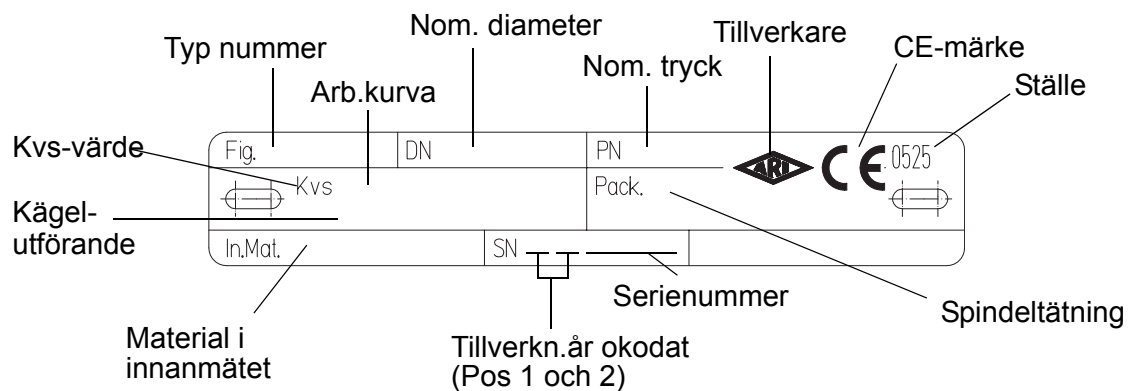 Nom. diameter
Tillverkare
Typ nummer
CE-märke
Nom. tryck
Arb.kurva
Ställe
Kvs-värde
Fig.
DN
PN
ARI
CE
0525
Kvs
Pack.
Kägel-
utförande
In.Mat.
SN
Serienummer
Spindeltätning
Material i
innanmätet
Tillverkn.år okodat
(Pos 1 och 2)